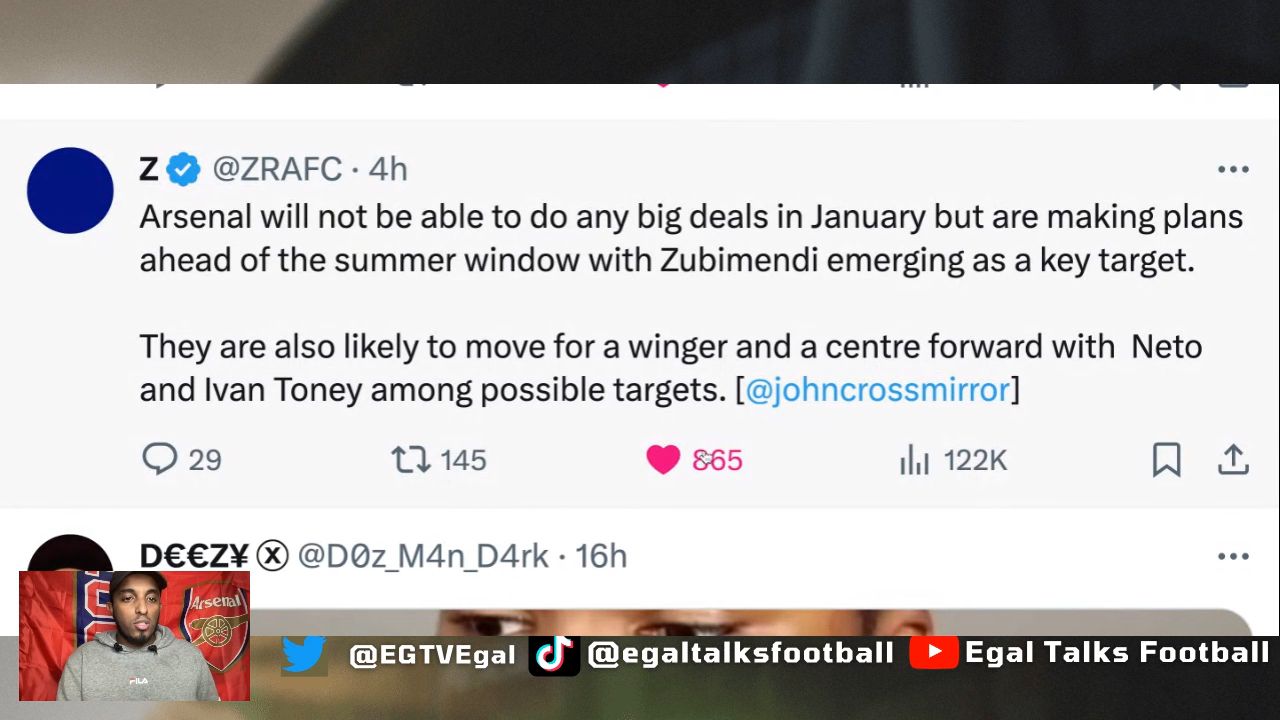 Z @ZRAFC · 4h
Arsenal will not be able to do any big deals in January but are making plans
ahead of the summer window with Zubimendi emerging as a key target.
They are also likely to move for a winger and a centre forward with  Neto
and Ivan Toney among possible targets. [@johncrossmirror]
29 145 865 122K
D€€Z¥ ⓧ @D0z_M4n_D4rk · 16h
Arsenal
FILA
@EGTVEgal @egaltalksfootball Egal Talks Football